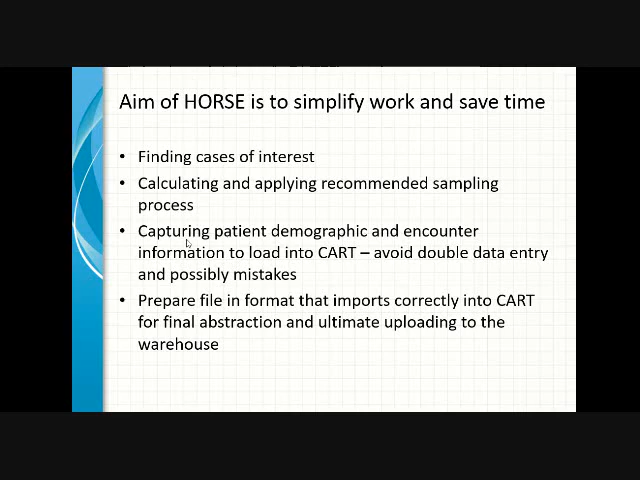 Aim of HORSE is to simplify work and save time
• Finding cases of interest
• Calculating and applying recommended sampling
process
• Capturing patient demographic and encounter
information to load into CART – avoid double data entry
and possibly mistakes
• Prepare file in format that imports correctly into CART
for final abstraction and ultimate uploading to the
warehouse